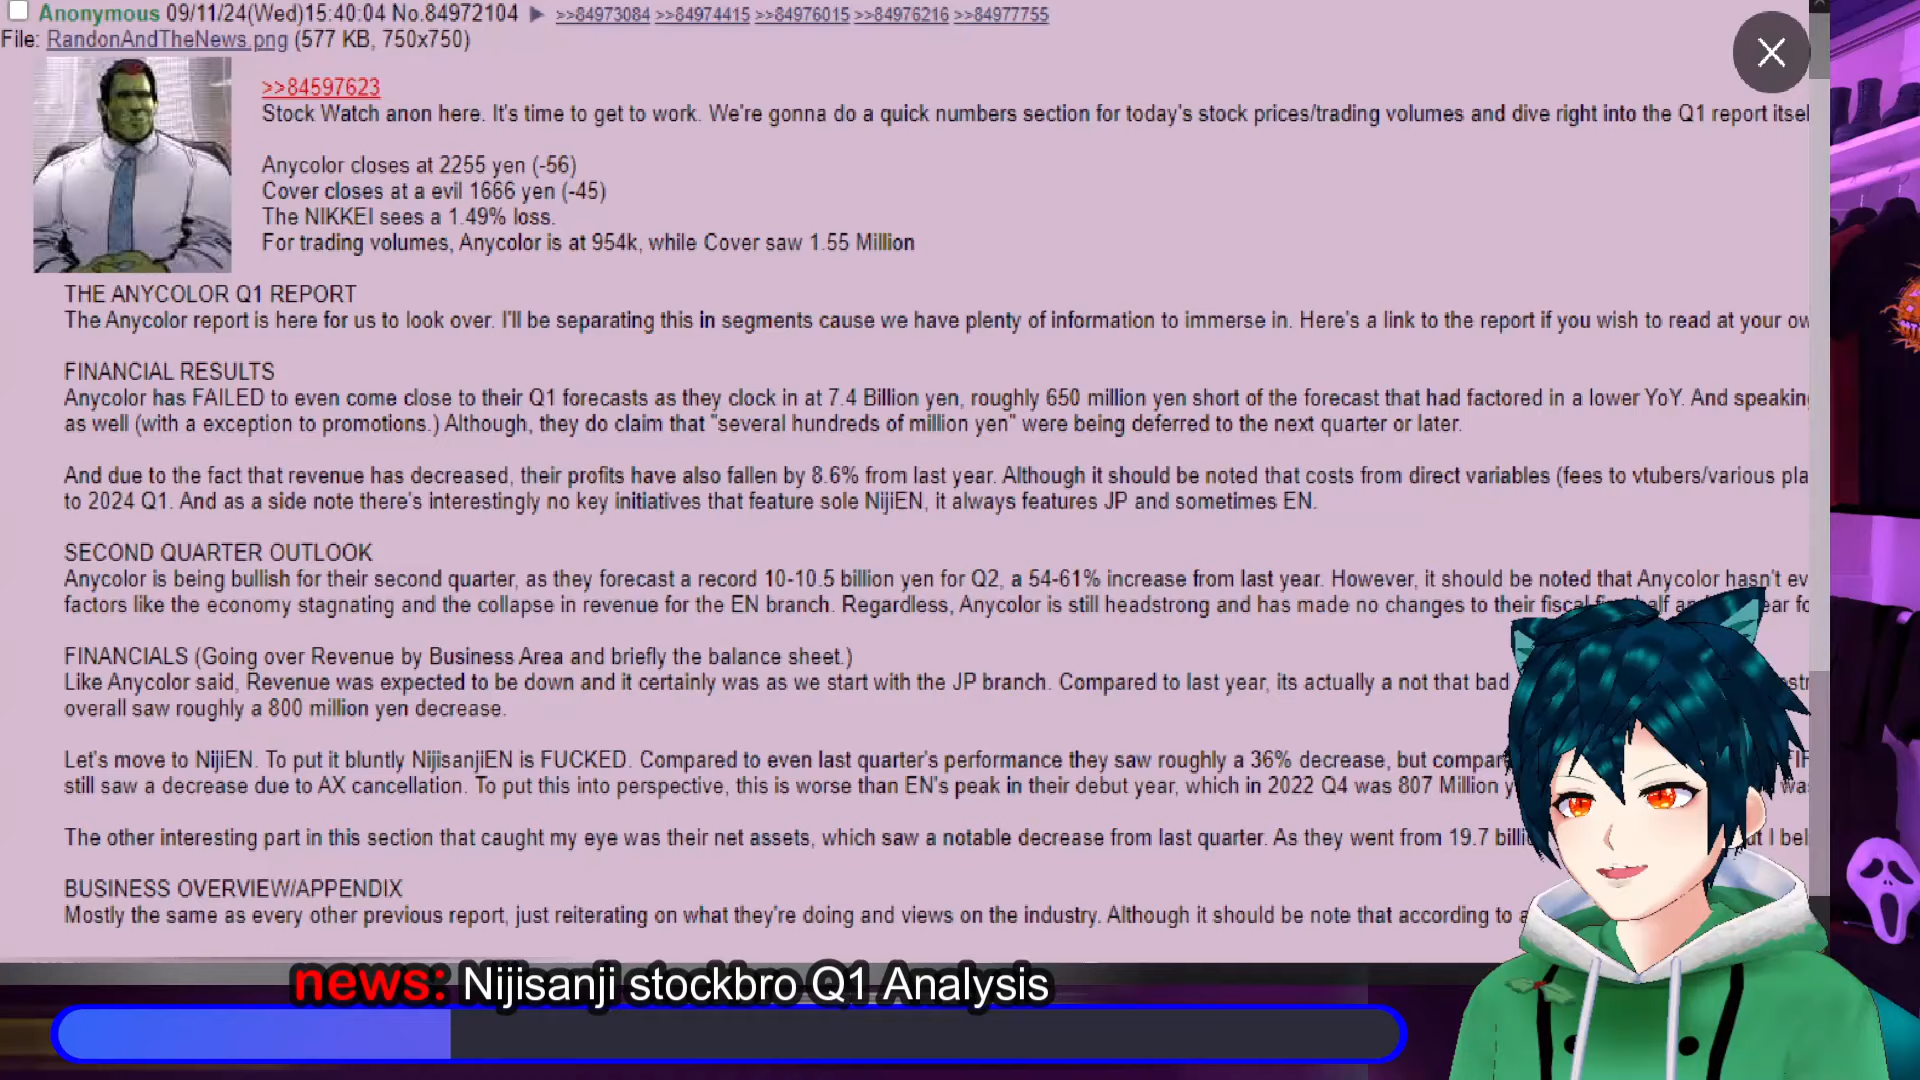 Anonymous 09/11/24(Wed)15:40:04 No.84972104 ▶ >>84973084 >>84974415 >>84976015 >>84976216 >>84977755
File: RandonAndTheNews.png (577 KB, 750x750)
>>84597623
Stock Watch anon here. It's time to get to work. We're gonna do a quick numbers section for today's stock prices/trading volumes and dive right into the Q1 report itsel
Anycolor closes at 2255 yen (-56)
Cover closes at a evil 1666 yen (-45)
The NIKKEI sees a 1.49% loss.
For trading volumes, Anycolor is at 954k, while Cover saw 1.55 Million
THE ANYCOLOR Q1 REPORT
The Anycolor report is here for us to look over. I'll be separating this in segments cause we have plenty of information to immerse in. Here's a link to the report if you wish to read at your ow
FINANCIAL RESULTS
Anycolor has FAILED to even come close to their Q1 forecasts as they clock in at 7.4 Billion yen, roughly 650 million yen short of the forecast that had factored in a lower YoY. And speaking
as well (with a exception to promotions.) Although, they do claim that "several hundreds of million yen" were being deferred to the next quarter or later.
And due to the fact that revenue has decreased, their profits have also fallen by 8.6% from last year. Although it should be noted that costs from direct variables (fees to vtubers/various pla
to 2024 Q1. And as a side note there's interestingly no key initiatives that feature sole NijiEN, it always features JP and sometimes EN.
SECOND QUARTER OUTLOOK
Anycolor is being bullish for their second quarter, as they forecast a record 10-10.5 billion yen for Q2, a 54-61% increase from last year. However, it should be noted that Anycolor hasn't ev
factors like the economy stagnating and the collapse in revenue for the EN branch. Regardless, Anycolor is still headstrong and has made no changes to their fiscal first half an ear fo
FINANCIALS (Going over Revenue by Business Area and briefly the balance sheet.)
Like Anycolor said, Revenue was expected to be down and it certainly was as we start with the JP branch. Compared to last year, its actually a not that bad
overall saw roughly a 800 million yen decrease.
Let's move to NijiEN. To put it bluntly NijisanjiEN is FUCKED. Compared to even last quarter's performance they saw roughly a 36% decrease, but compar
still saw a decrease due to AX cancellation. To put this into perspective, this is worse than EN's peak in their debut year, which in 2022 Q4 was 807 Million y wa
The other interesting part in this section that caught my eye was their net assets, which saw a notable decrease from last quarter. As they went from 19.7 billi ut I bel
BUSINESS OVERVIEW/APPENDIX
Mostly the same as every other previous report, just reiterating on what they're doing and views on the industry. Although it should be note that according to a
news: Nijisanji stockbro Q1 Analysis